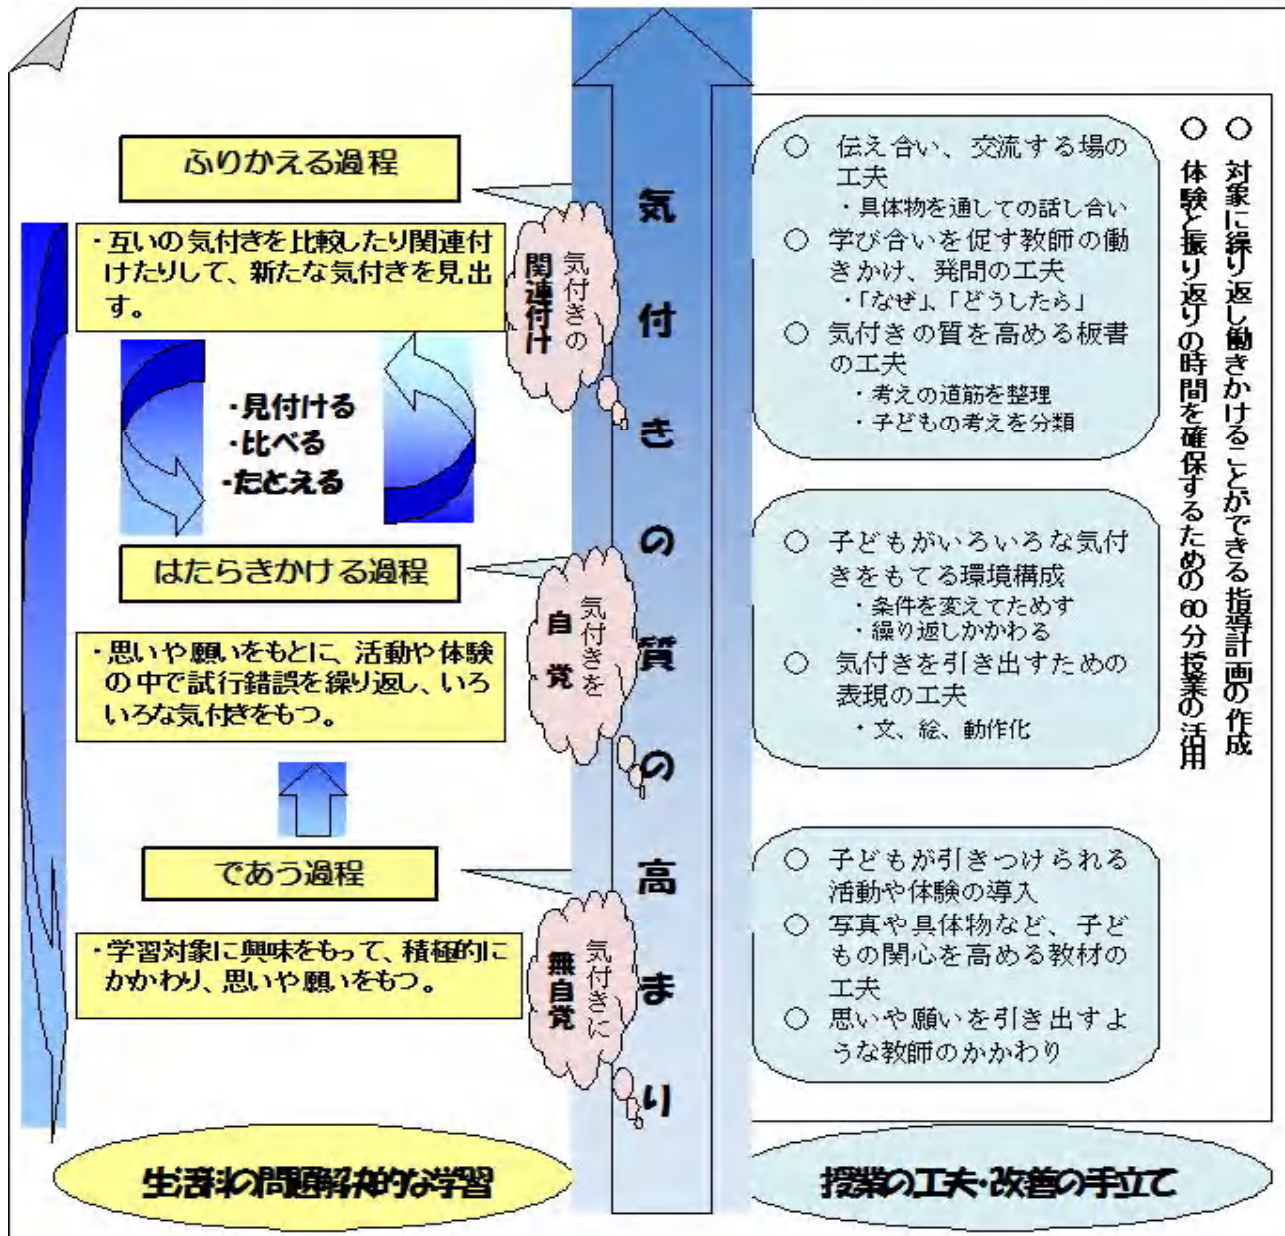 ふりかえる過程
・互いの気付きを比較したり関連付
けたりして、新たな気付きを見出
す。
・見付ける
・比べる
・たとえる
はたらきかける過程
・思いや願いをもとに、活動や体験
の中で試行錯誤を繰り返し、いろ
いろな気付きをもつ。
であう過程
・学習対象に興味をもって、積極的に
かかわり、思いや願いをもつ。
生活科の問題解決的な学習
気付きの
関連付け
気付きを
自覚
気付きに
無自覚
気付きの質の高まり
○ 伝え合い、交流する場の
工夫
・具体物を通しての話し合い
○ 学び合いを促す教師の働
きかけ、発問の工夫
・「なぜ」、「どうしたら」
○ 気付きの質を高める板書
の工夫
・考えの道筋を整理
・子どもの考えを分類
○ 子どもがいろいろな気付
きをもてる環境構成
・条件を変えてためす
・繰り返しかかわる
○ 気付きを引き出すための
表現の工夫
・文、絵、動作化
○ 子どもが引きつけられる
活動や体験の導入
○ 写真や具体物など、子ど
もの関心を高める教材の
工夫
○ 思いや願いを引き出すよ
うな教師のかかわり
○ 対象に繰り返し働きかけることができる指導計画の作成
○ 体験と振り返りの時間を確保するための60分授業の活用
授業の工夫・改善の手立て